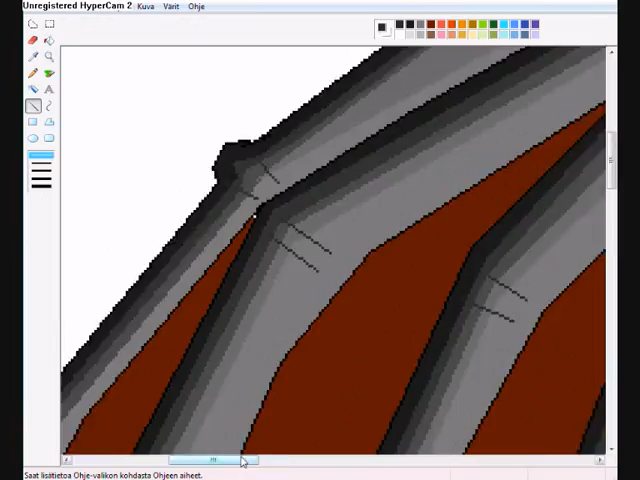 Unregistered HyperCam 2
Kuva Värit Ohje
A
Saat lisätietoa Ohje-valikon kohdasta Ohjeen aiheet.